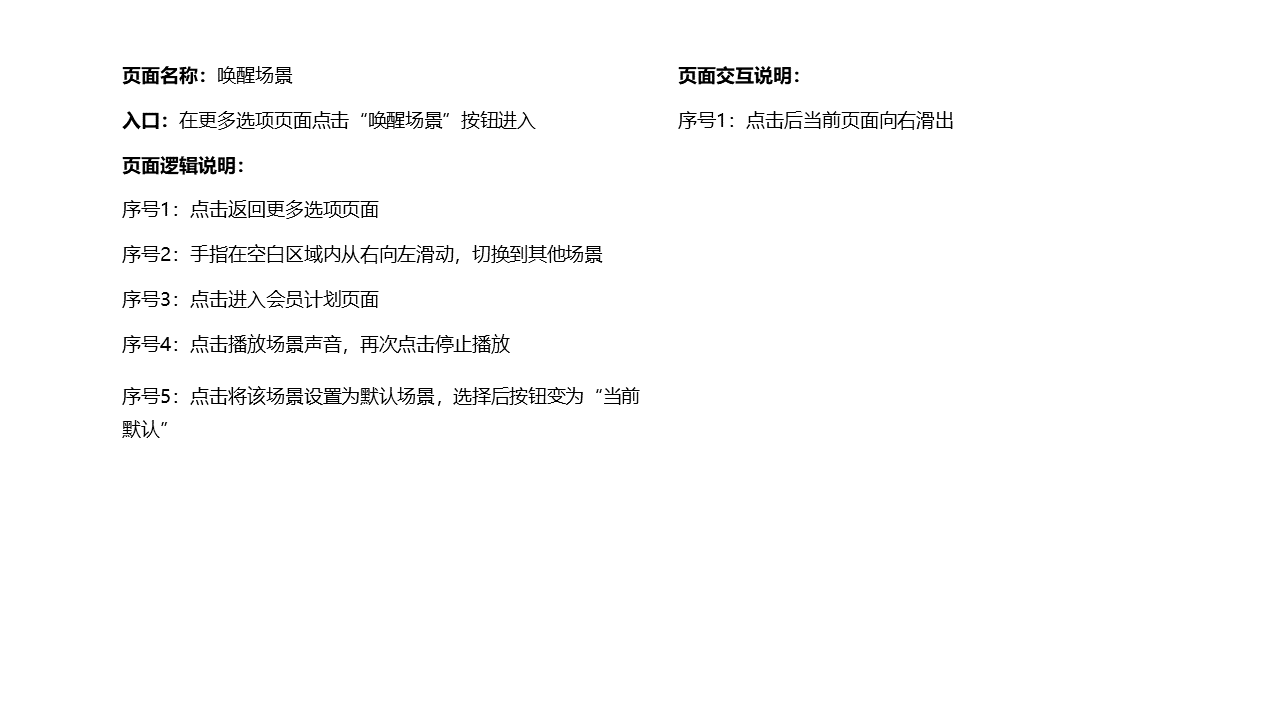 页面名称：唤醒场景
入口：在更多选项页面点击“唤醒场景”按钮进入
页面逻辑说明：
序号1：点击返回更多选项页面
序号2：手指在空白区域内从右向左滑动，切换到其他场景
序号3：点击进入会员计划页面
序号4：点击播放场景声音，再次点击停止播放
序号5：点击将该场景设置为默认场景，选择后按钮变为“当前
默认”
页面交互说明：
序号1：点击后当前页面向右滑出